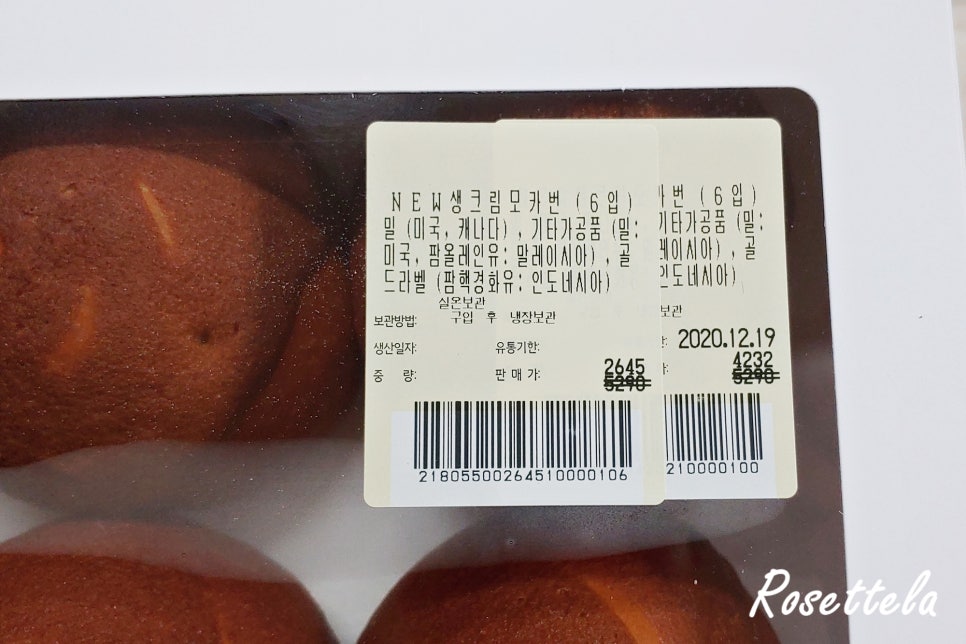 NEW생크림모카번 (6입)
밀 (미국, 캐나다) , 기타가공품 (밀:
미국, 팜올레인유: 말레이시아) , 골
드라벨 (팜핵경화유: 인도네시아)
실온보관
보관방법: 구입 후 냉장보관
생산일자: 유통기한:
중 량: 판 매 가: 2645
5290
2180550026451000010​6
카번 (6입)
기타가공품 (밀:
레이시아) , 골
인도네시아)
보관
2020.12.19
4232
5290
210000100
Rosettela